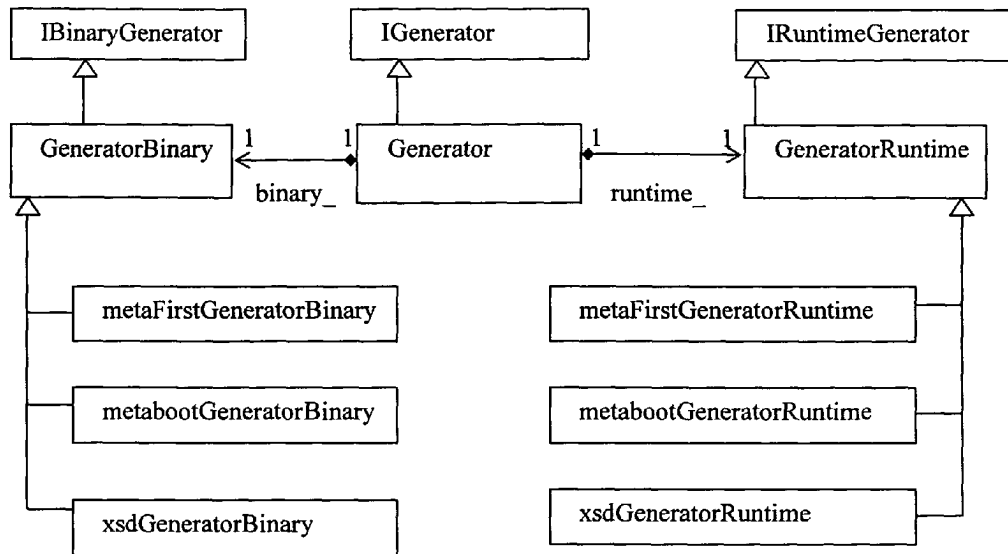 IBinaryGenerator
IGenerator
IRuntimeGenerator
GeneratorBinary
1
1
Generator
1
1
GeneratorRuntime
binary_
runtime_
metaFirstGeneratorBinary
metaFirstGeneratorRuntime
metabootGeneratorBinary
metabootGeneratorRuntime
xsdGeneratorBinary
xsdGeneratorRuntime